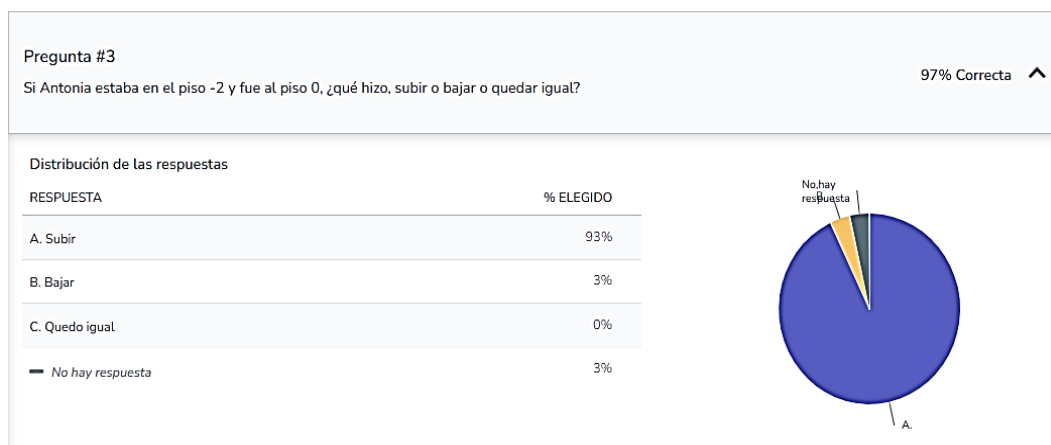 Pregunta #3
Si Antonia estaba en el piso -2 y fue al piso 0, ¿qué hizo, subir o bajar o quedar igual?
97% Correcta
Distribución de las respuestas
RESPUESTA % ELEGIDO
A. Subir 93%
B. Bajar 3%
C. Quedo igual 0%
No hay respuesta 3%
No hay
B.
respuesta
A.